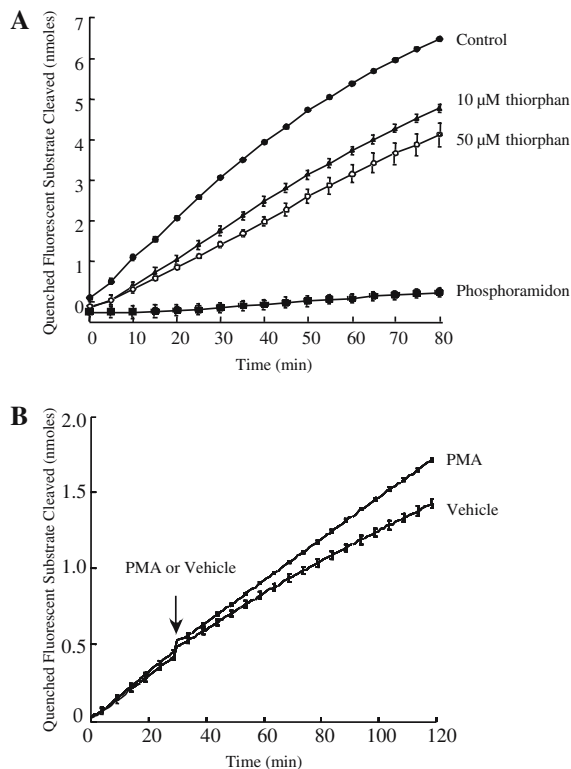 A
Quenched Fluorescent Substrate Cleaved (nmoles)
7
6
5
4
3
2
1
0
Control
10 µM thiorphan
50 µM thiorphan
Phosphoramidon
0 10 20 30 40 50 60 70 80
Time (min)
B
Quenched Fluorescent Substrate Cleaved (nmoles)
2.0
1.5
1.0
0.5
0
PMA
Vehicle
PMA or Vehicle
0 20 40 60 80 100 120
Time (min)